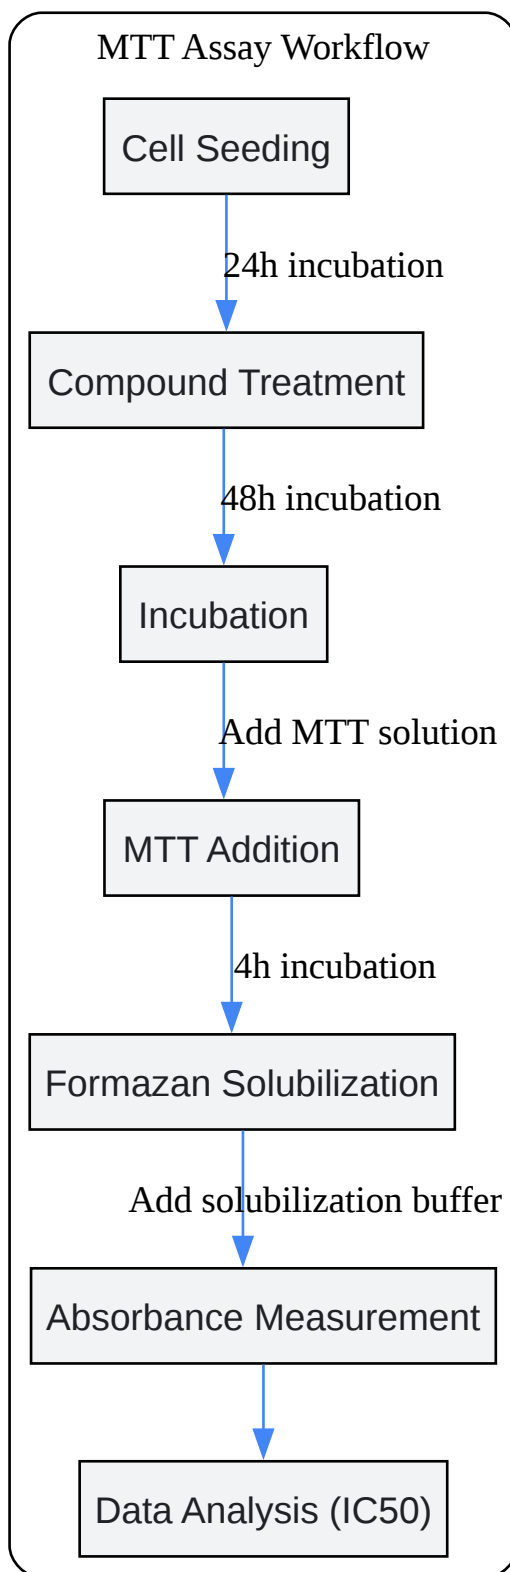 MTT Assay Workflow
Cell Seeding
24h incubation
Compound Treatment
48h incubation
Incubation
Add MTT solution
MTT Addition
4h incubation
Formazan Solubilization
Add solubilization buffer
Absorbance Measurement
Data Analysis (IC50)